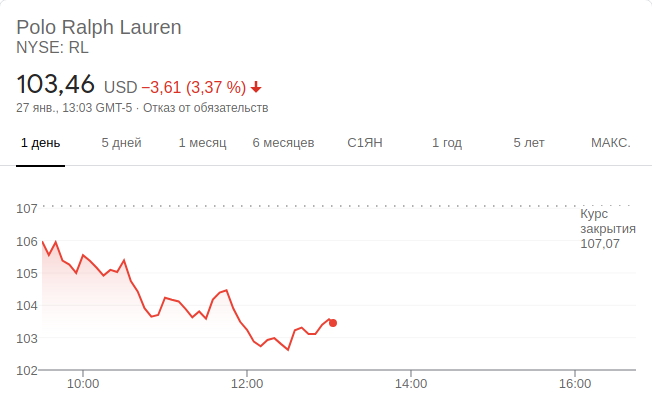 Polo Ralph Lauren
NYSE: RL
103,46 USD −3,61 (3,37 %)
27 янв., 13:03 GMT-5 · Отказ от обязательств
1 день 5 дней 1 месяц 6 месяцев С1ЯН 1 год 5 лет МАКС.
107
Курс
закрытия
107,07
106
105
104
103
102
10:00 12:00 14:00 16:00